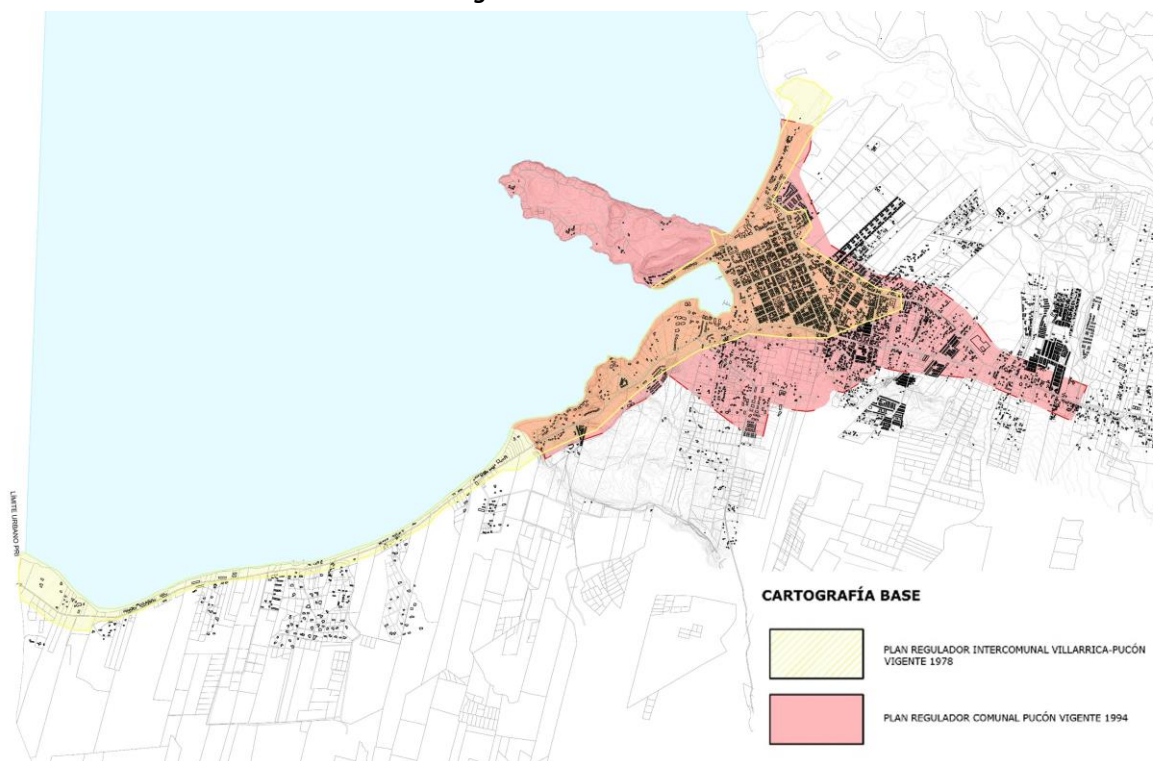 LÍMITE URBANO PRI
CARTOGRAFÍA BASE
PLAN REGULADOR INTERCOMUNAL VILLARRICA-PUCÓN
VIGENTE 1978
PLAN REGULADOR COMUNAL PUCÓN VIGENTE 1994